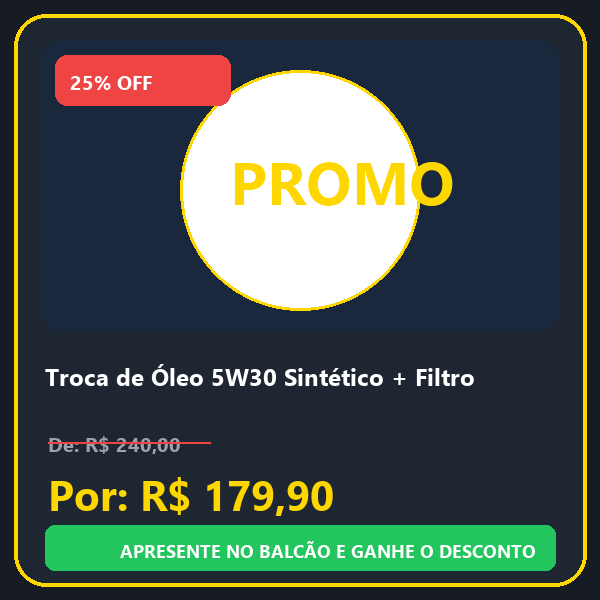 25% OFF
PROMO
Troca de Óleo 5W30 Sintético + Filtro
De: R$ 240,00
Por: R$ 179,90
APRESENTE NO BALCÃO E GANHE O DESCONTO